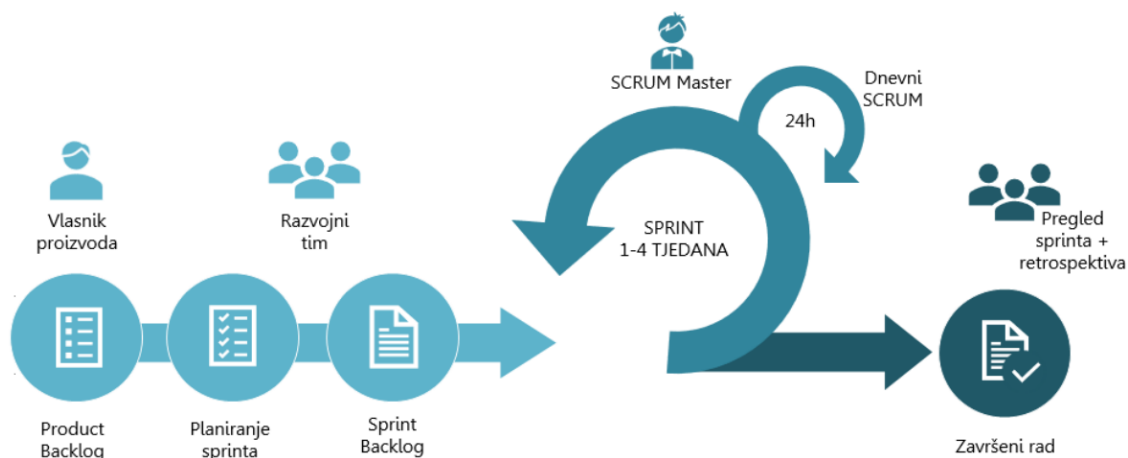 SCRUM Master
Dnevni
SCRUM
24h
Vlasnik
proizvoda
Razvojni
tim
SPRINT
1-4 TJEDANA
Pregled
sprinta +
retrospektiva
Product
Backlog
Planiranje
sprinta
Sprint
Backlog
Završeni rad